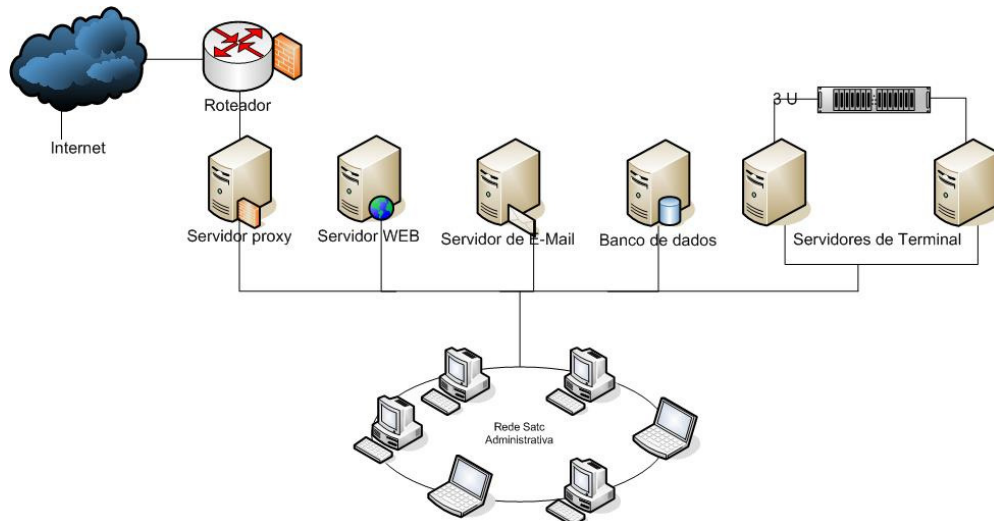 3 U
Roteador
Internet
Servidor proxy
Servidor WEB
Servidor de E-Mail
Banco de dados
Servidores de Terminal
Rede Satc
Administrativa